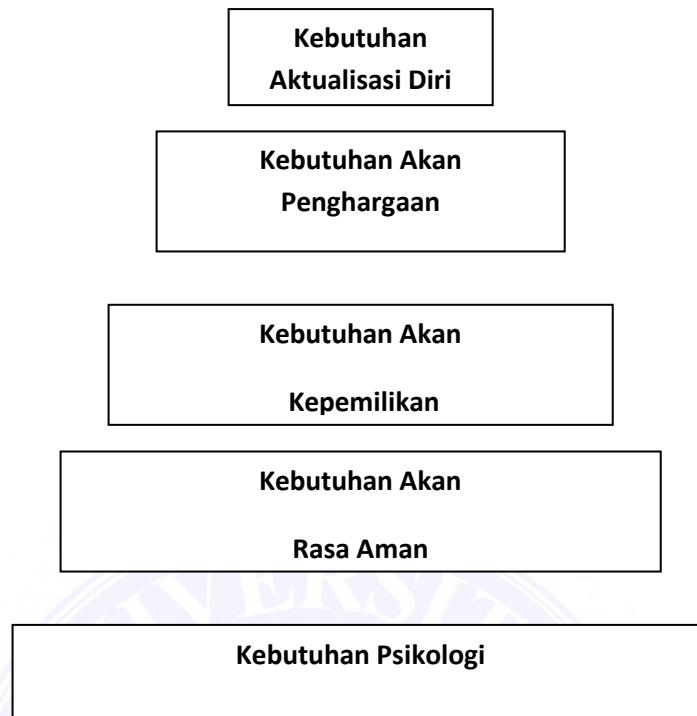 Kebutuhan
Aktualisasi Diri
Kebutuhan Akan
Penghargaan
Kebutuhan Akan
Kepemilikan
Kebutuhan Akan
Rasa Aman
Kebutuhan Psikologi